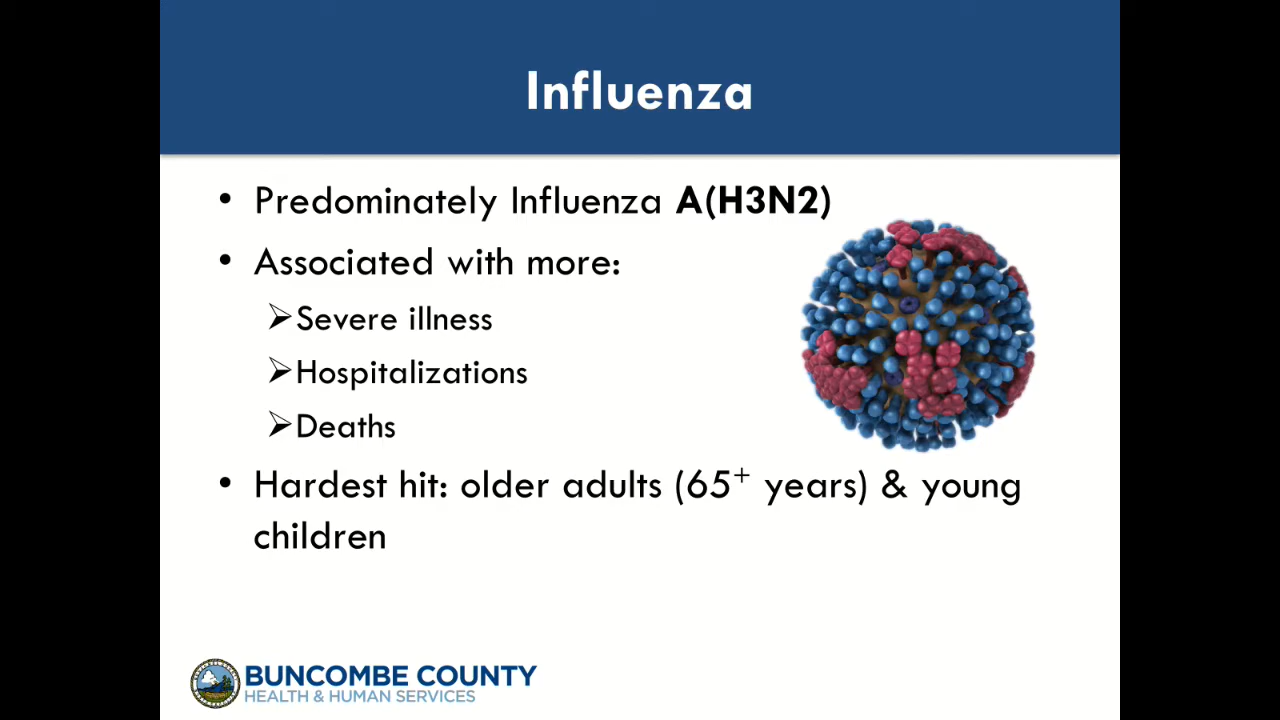 Influenza
• Predominately Influenza A(H3N2)
• Associated with more:
➢Severe illness
➢Hospitalizations
➢Deaths
• Hardest hit: older adults (65⁺ years) & young
children
BUNCOMBE COUNTY
HEALTH & HUMAN SERVICES